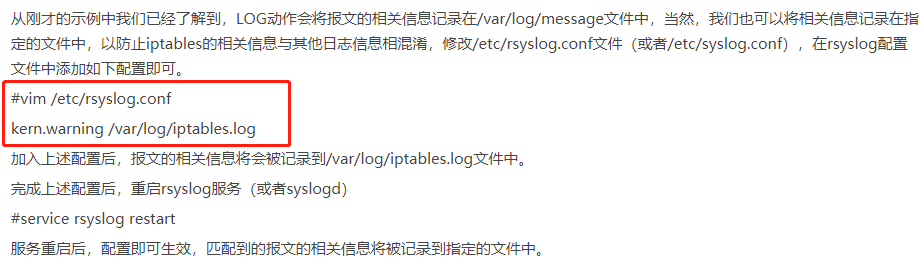 从刚才的示例中我们已经了解到，LOG动作会将报文的相关信息记录在/var/log/message文件中，当然，我们也可以将相关信息记录在指
定的文件中，以防止iptables的相关信息与其他日志信息相混淆，修改/etc/rsyslog.conf文件（或者/etc/syslog.conf），在rsyslog配置
文件中添加如下配置即可。
#vim /etc/rsyslog.conf
kern.warning /var/log/iptables.log
加入上述配置后，报文的相关信息将会被记录到/var/log/iptables.log文件中。
完成上述配置后，重启rsyslog服务（或者syslogd）
#service rsyslog restart
服务重启后，配置即可生效，匹配到的报文的相关信息将被记录到指定的文件中。